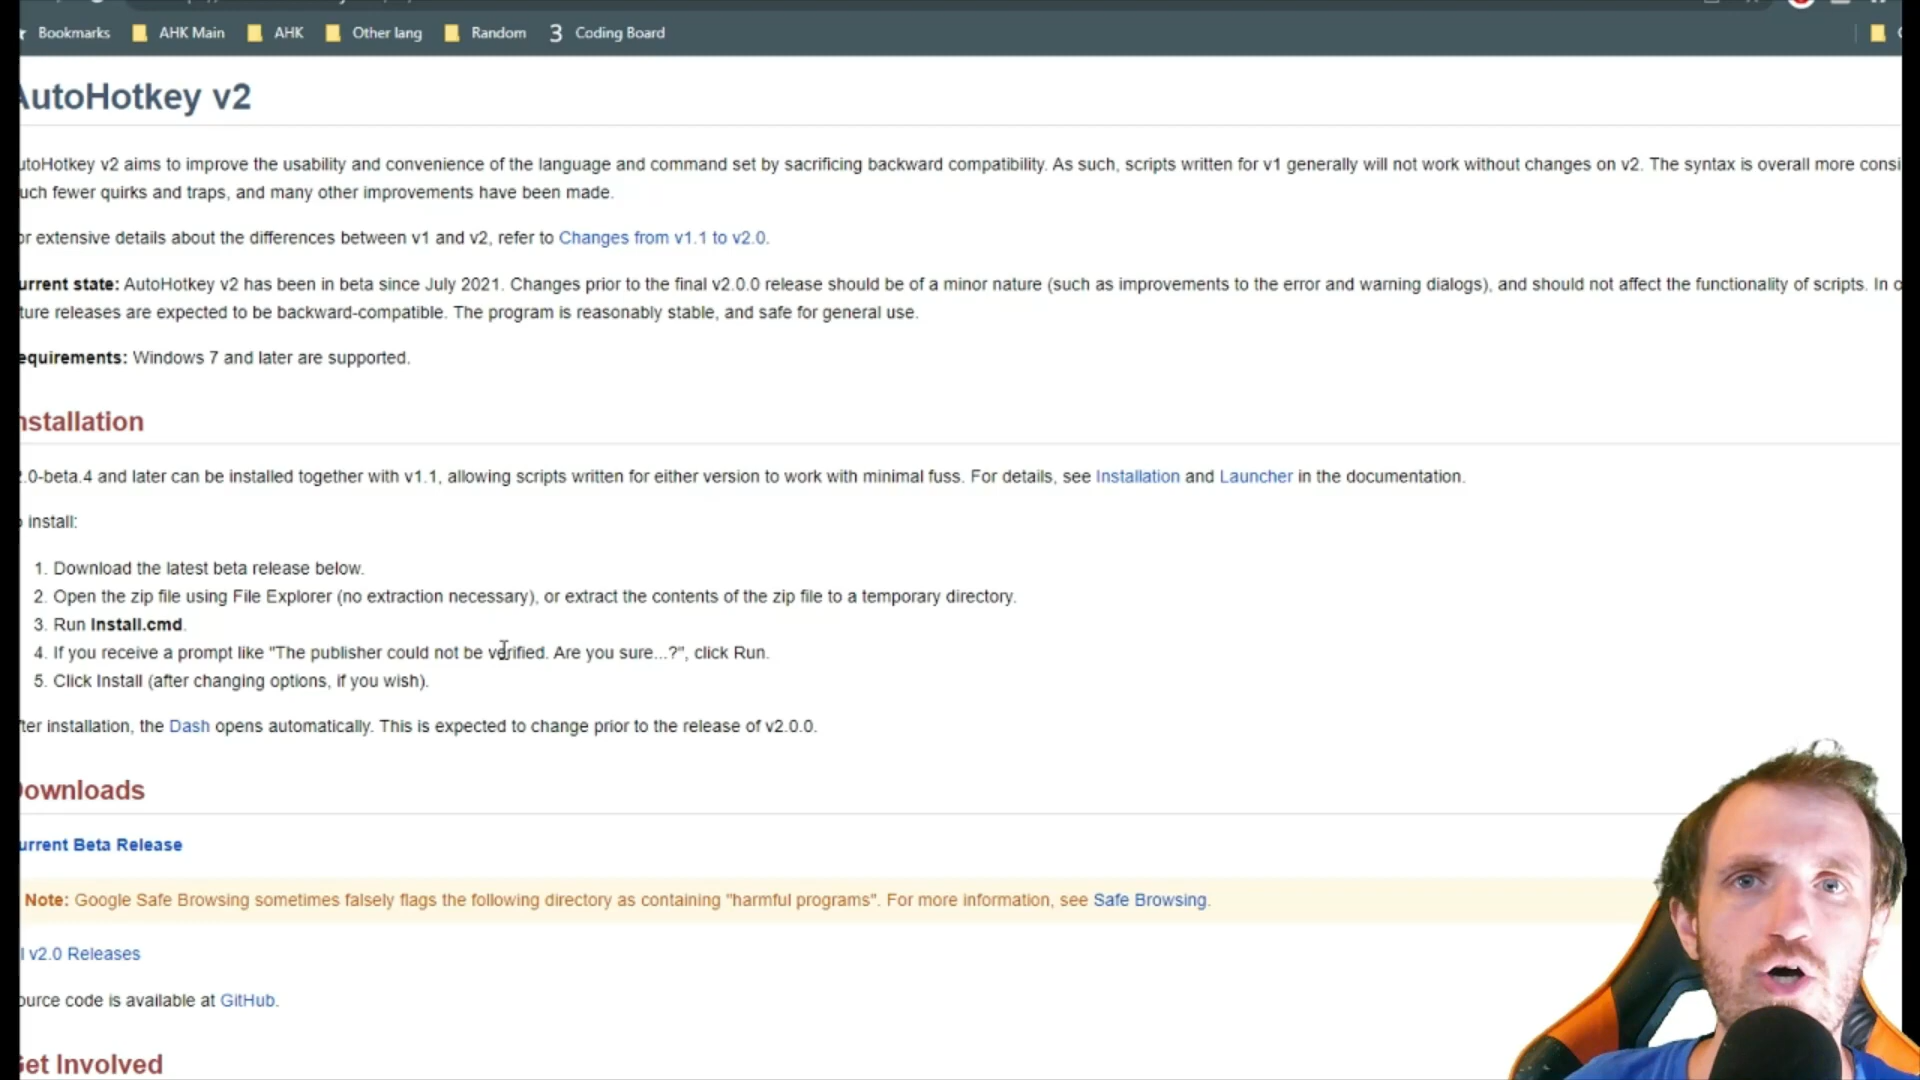 Bookmarks AHK Main AHK Other lang Random 3 Coding Board
AutoHotkey v2
utoHotkey v2 aims to improve the usability and convenience of the language and command set by sacrificing backward compatibility. As such, scripts written for v1 generally will not work without changes on v2. The syntax is overall more consi
uch fewer quirks and traps, and many other improvements have been made.
or extensive details about the differences between v1 and v2, refer to Changes from v1.1 to v2.0.
urrent state: AutoHotkey v2 has been in beta since July 2021. Changes prior to the final v2.0.0 release should be of a minor nature (such as improvements to the error and warning dialogs), and should not affect the functionality of scripts. In o
ture releases are expected to be backward-compatible. The program is reasonably stable, and safe for general use.
equirements: Windows 7 and later are supported.
nstallation
.0-beta.4 and later can be installed together with v1.1, allowing scripts written for either version to work with minimal fuss. For details, see Installation and Launcher in the documentation.
o install:
1. Download the latest beta release below.
2. Open the zip file using File Explorer (no extraction necessary), or extract the contents of the zip file to a temporary directory.
3. Run Install.cmd.
4. If you receive a prompt like "The publisher could not be verified. Are you sure...?", click Run.
5. Click Install (after changing options, if you wish).
ter installation, the Dash opens automatically. This is expected to change prior to the release of v2.0.0.
ownloads
urrent Beta Release
Note: Google Safe Browsing sometimes falsely flags the following directory as containing "harmful programs". For more information, see Safe Browsing.
l v2.0 Releases
ource code is available at GitHub.
Get Involved